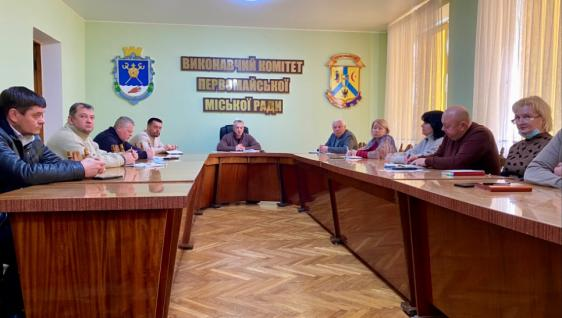 ВИКОНАВЧИЙ КОМІТЕТ
ПЕРВОМАЙСЬКОЇ
МІСЬКОЇ РАДИ